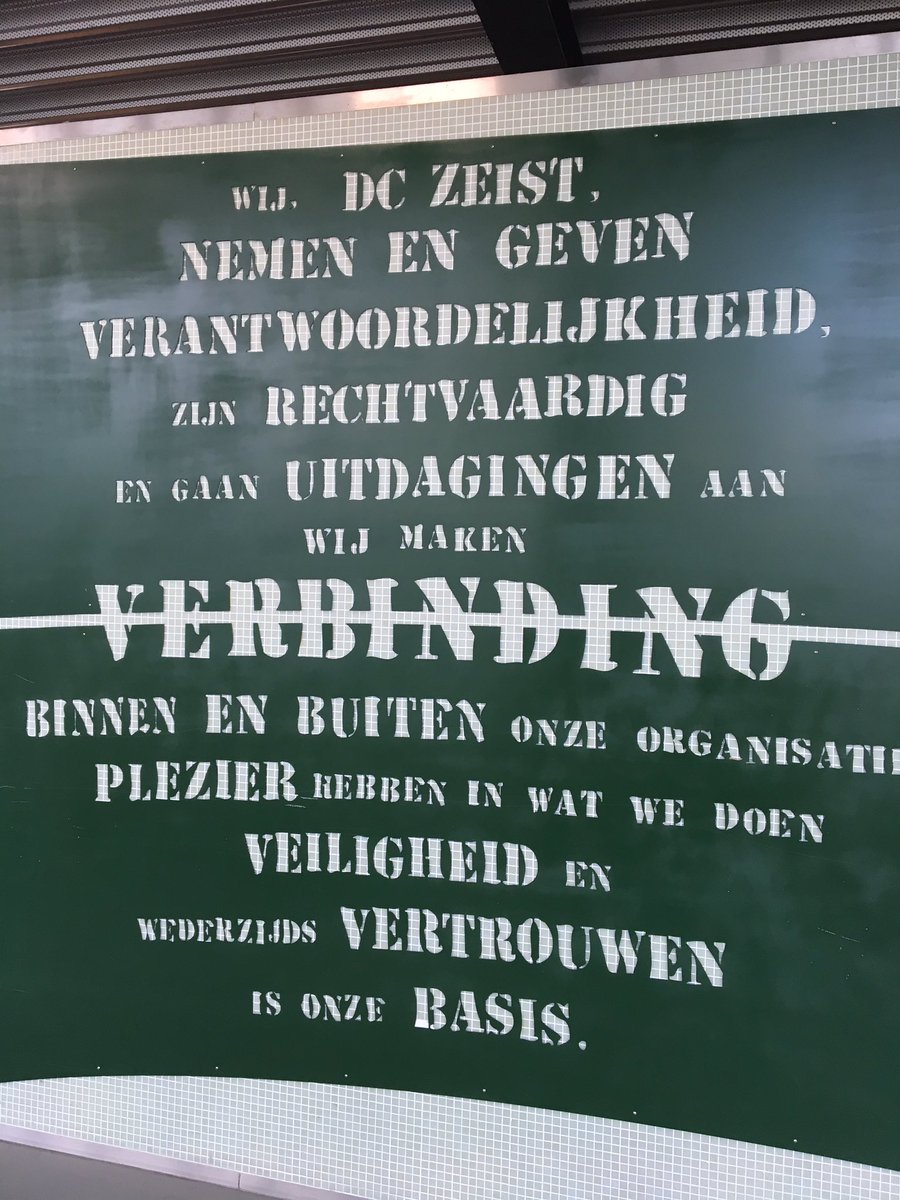 WIJ, DC ZEIST,
NEMEN EN GEVEN
VERANTWOORDELIJKHEID,
ZIJN RECHTVAARDIG
EN GAAN UITDAGINGEN AAN
WIJ MAKEN
VERBINDING
BINNEN EN BUITEN ONZE ORGANISATIE
PLEZIER HEBBEN IN WAT WE DOEN
VEILIGHEID EN
WEDERZIJDS VERTROUWEN
IS ONZE BASIS.